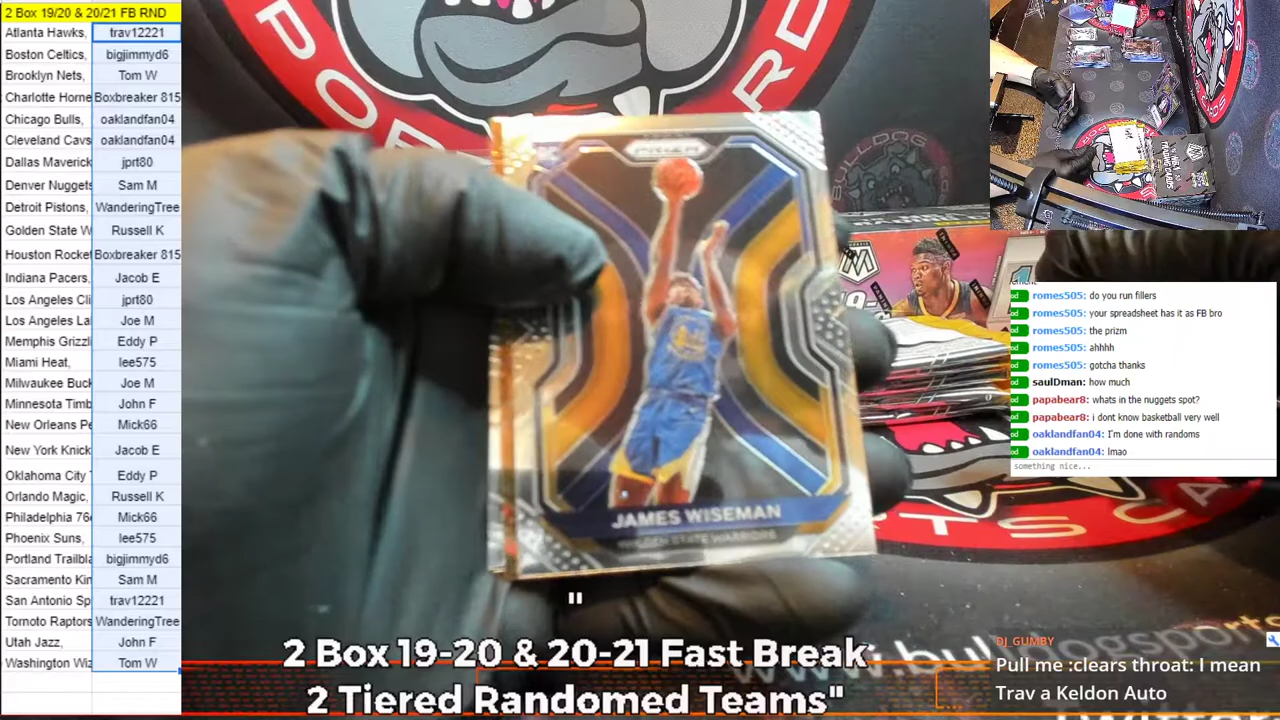 2 Box 19/20 & 20/21 FB RND
Atlanta Hawks, trav12221
Boston Celtics, bigjimmyd6
Brooklyn Nets, Tom W
Charlotte Horne Boxbreaker 815
Chicago Bulls, oaklandfan04
Cleveland Cavs oaklandfan04
Dallas Maverick jprt80
Denver Nuggets Sam M
Detroit Pistons, WanderingTree
Golden State W Russell K
Houston Rocket Boxbreaker 815
Indiana Pacers, Jacob E
Los Angeles Cli jprt80
Los Angeles La Joe M
Memphis Grizzl Eddy P
Miami Heat, lee575
Milwaukee Buck Joe M
Minnesota Timb John F
New Orleans Pe Mick66
New York Knick Jacob E
Oklahoma City Eddy P
Orlando Magic, Russell K
Philadelphia 76 Mick66
Phoenix Suns, lee575
Portland Trailbla bigjimmyd6
Sacramento Kin Sam M
San Antonio Sp trav12221
Tornoto Raptors WanderingTree
Utah Jazz, John F
Washington Wiz Tom W
PRIZM
JAMES WISEMAN
GOLDEN STATE WARRIORS
BULLDOG
romes505: do you run fillers
romes505: your spreadsheet has it as FB bro
romes505: the prizm
romes505: ahhhh
romes505: gotcha thanks
saulDman: how much
papabear8: whats in the nuggets spot?
papabear8: i dont know basketball very well
oaklandfan04: I'm done with randoms
oaklandfan04: lmao
something nice...
"
2 Box 19-20 & 20-21 Fast Break
2 Tiered Randomed Teams"
DJ_GUMBY
Pull me :clears throat: I mean
Trav a Keldon Auto